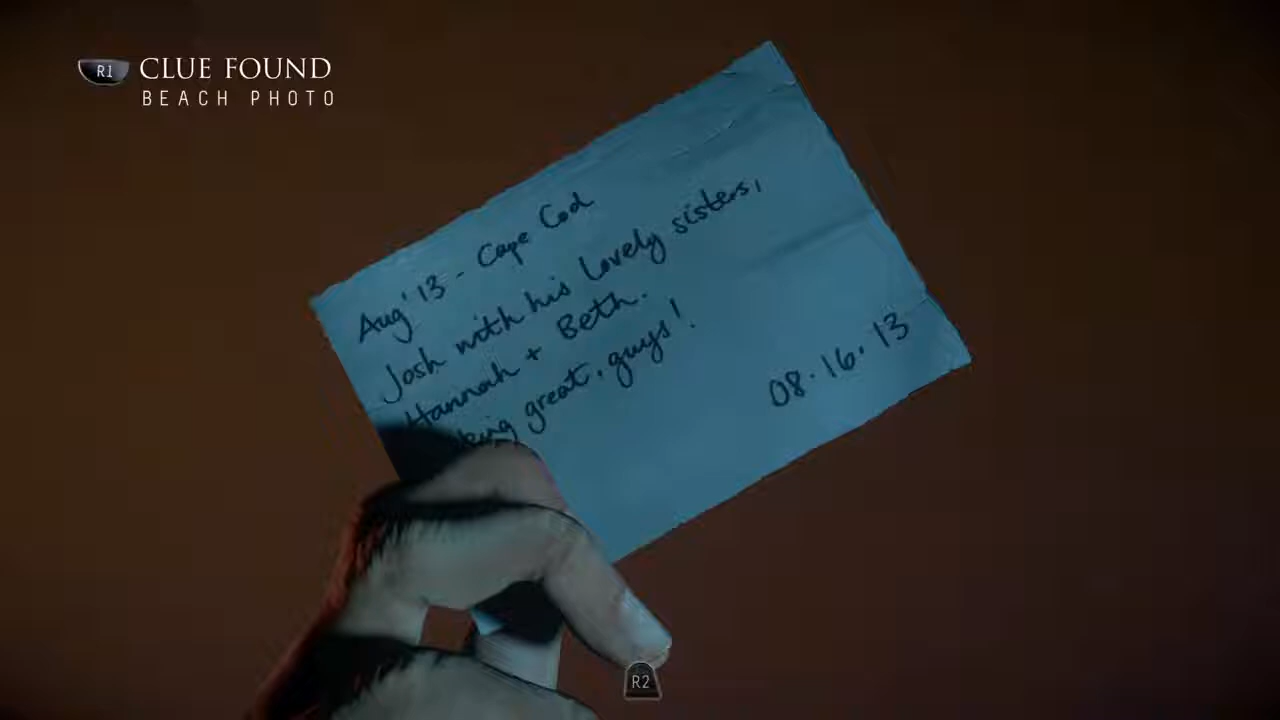 R1 CLUE FOUND
BEACH PHOTO
Aug '13 - Cape Cod
Josh with his lovely sisters,
Hannah + Beth.
great, guys!
08.16.13
R2